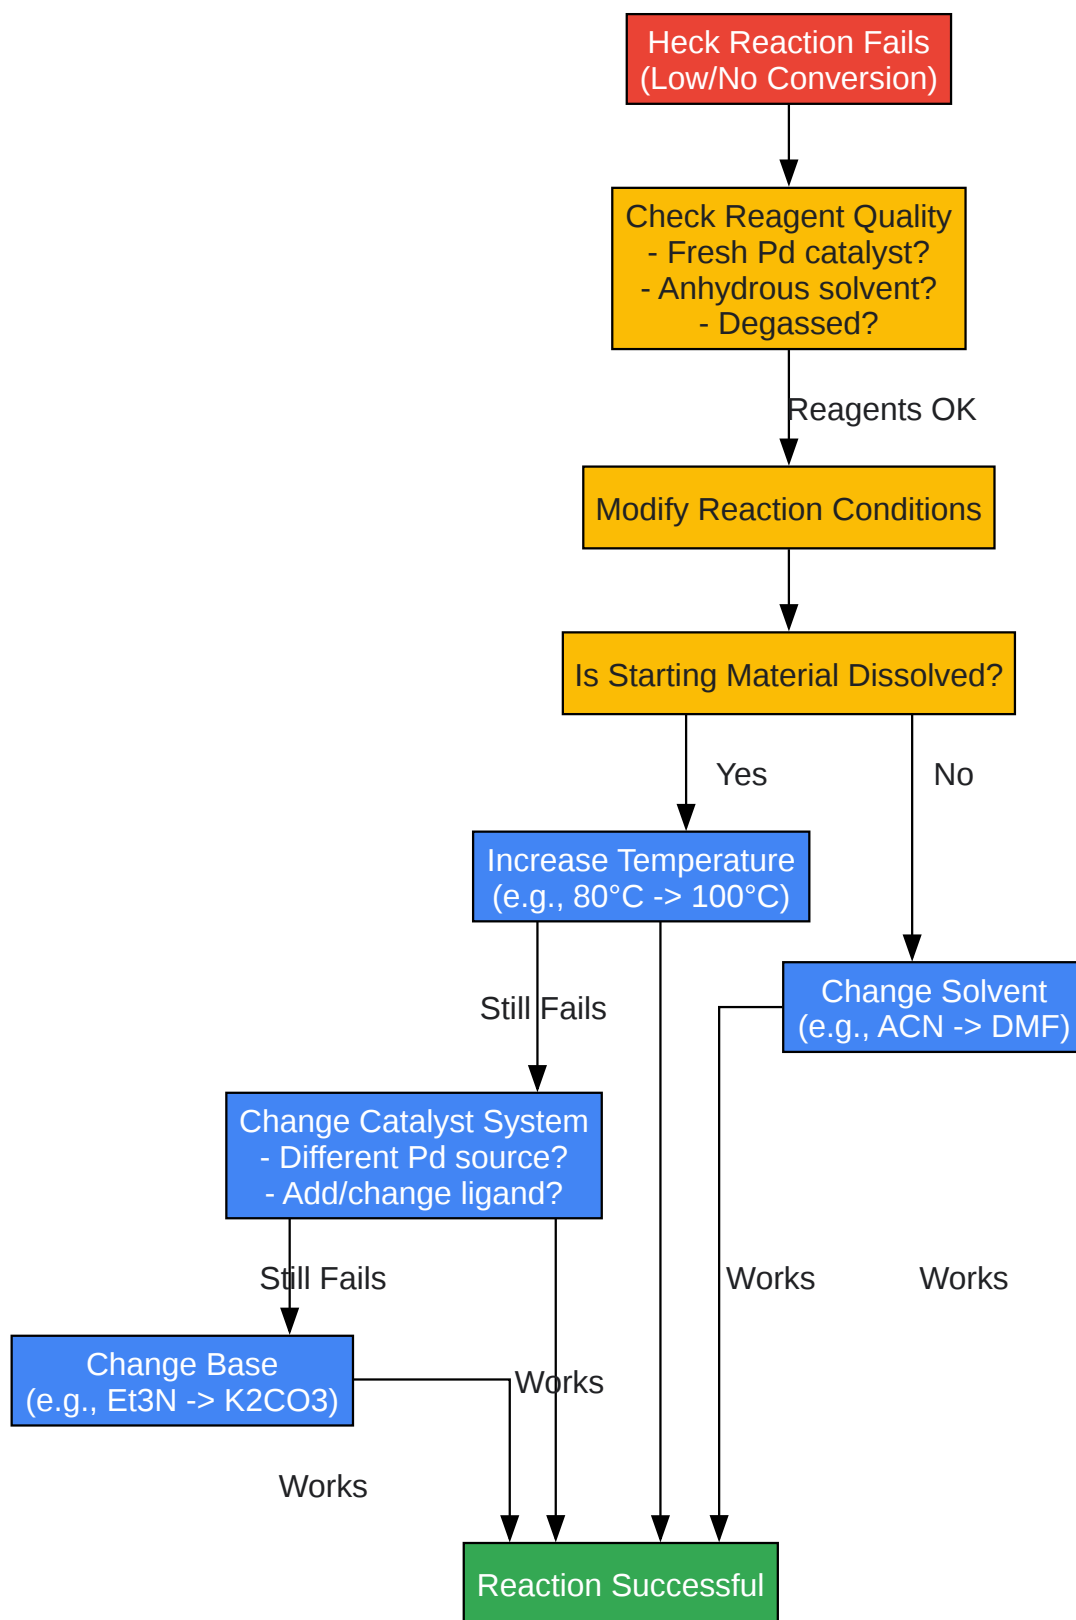 Heck Reaction Fails
(Low/No Conversion)
Check Reagent Quality
- Fresh Pd catalyst?
- Anhydrous solvent?
- Degassed?
Reagents OK
Modify Reaction Conditions
Is Starting Material Dissolved?
Yes
No
Increase Temperature
(e.g., 80°C -> 100°C)
Change Solvent
(e.g., ACN -> DMF)
Still Fails
Change Catalyst System
- Different Pd source?
- Add/change ligand?
Still Fails
Works
Works
Change Base
(e.g., Et3N -> K2CO3)
Works
Works
Reaction Successful